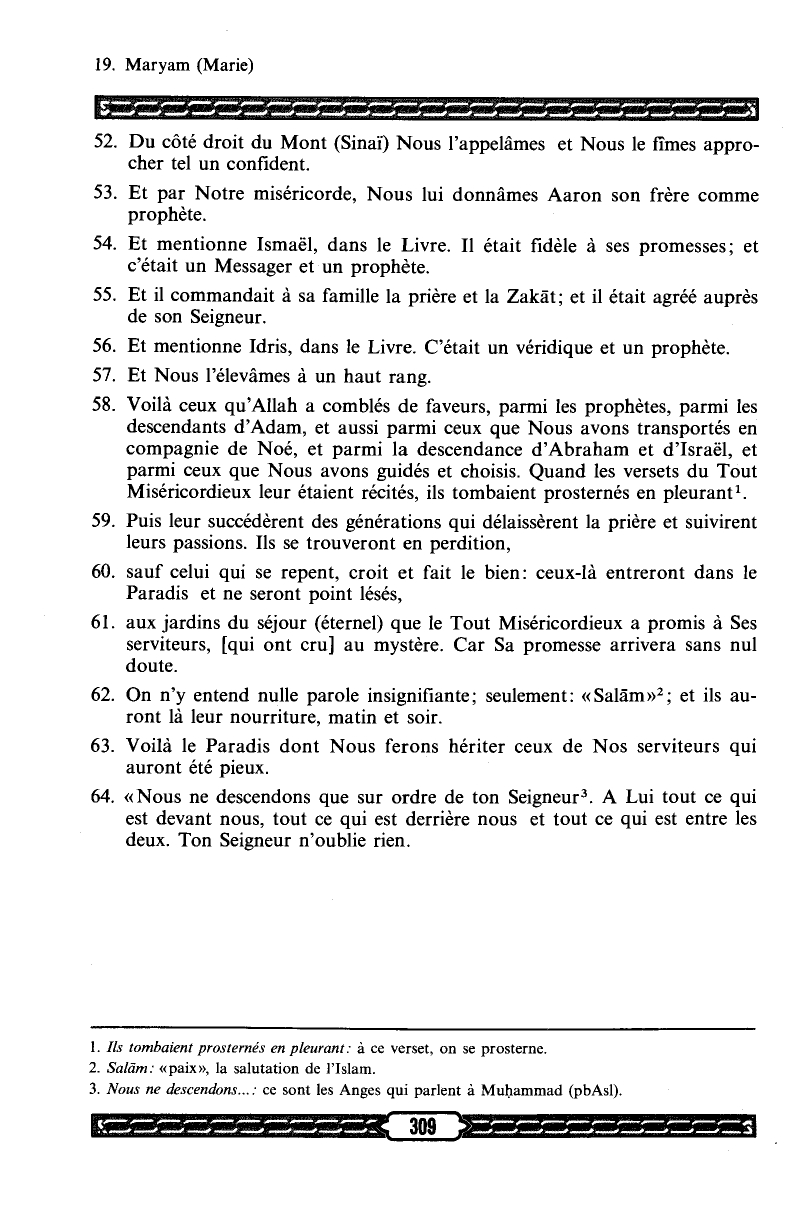 19. Maryam (Marie)
52. Du côté droit du Mont (Sinaï) Nous l'appelâmes et Nous le fîmes appro-
cher tel un confident.
53. Et par Notre miséricorde, Nous lui donnâmes Aaron son frère comme
prophète.
54. Et mentionne Ismaël, dans le Livre. Il était fidèle à ses promesses; et
c'était un Messager et un prophète.
55. Et il commandait à sa famille la prière et la Zakāt; et il était agréé auprès
de son Seigneur.
56. Et mentionne Idris, dans le Livre. C'était un véridique et un prophète.
57. Et Nous l'élevâmes à un haut rang.
58. Voilà ceux qu'Allah a comblés de faveurs, parmi les prophètes, parmi les
descendants d'Adam, et aussi parmi ceux que Nous avons transportés en
compagnie de Noé, et parmi la descendance d'Abraham et d'Israël, et
parmi ceux que Nous avons guidés et choisis. Quand les versets du Tout
Miséricordieux leur étaient récités, ils tombaient prosternés en pleurant¹.
59. Puis leur succédèrent des générations qui délaissèrent la prière et suivirent
leurs passions. Ils se trouveront en perdition,
60. sauf celui qui se repent, croit et fait le bien: ceux-là entreront dans le
Paradis et ne seront point lésés,
61. aux jardins du séjour (éternel) que le Tout Miséricordieux a promis à Ses
serviteurs, [qui ont cru] au mystère. Car Sa promesse arrivera sans nul
doute.
62. On n'y entend nulle parole insignifiante; seulement: «Salām»²; et ils au-
ront là leur nourriture, matin et soir.
63. Voilà le Paradis dont Nous ferons hériter ceux de Nos serviteurs qui
auront été pieux.
64. «Nous ne descendons que sur ordre de ton Seigneur³. A Lui tout ce qui
est devant nous, tout ce qui est derrière nous et tout ce qui est entre les
deux. Ton Seigneur n'oublie rien.
1. Ils tombaient prosternés en pleurant: à ce verset, on se prosterne.
2. Salām: «paix», la salutation de l'Islam.
3. Nous ne descendons...: ce sont les Anges qui parlent à Muḥammad (pbAsl).
309